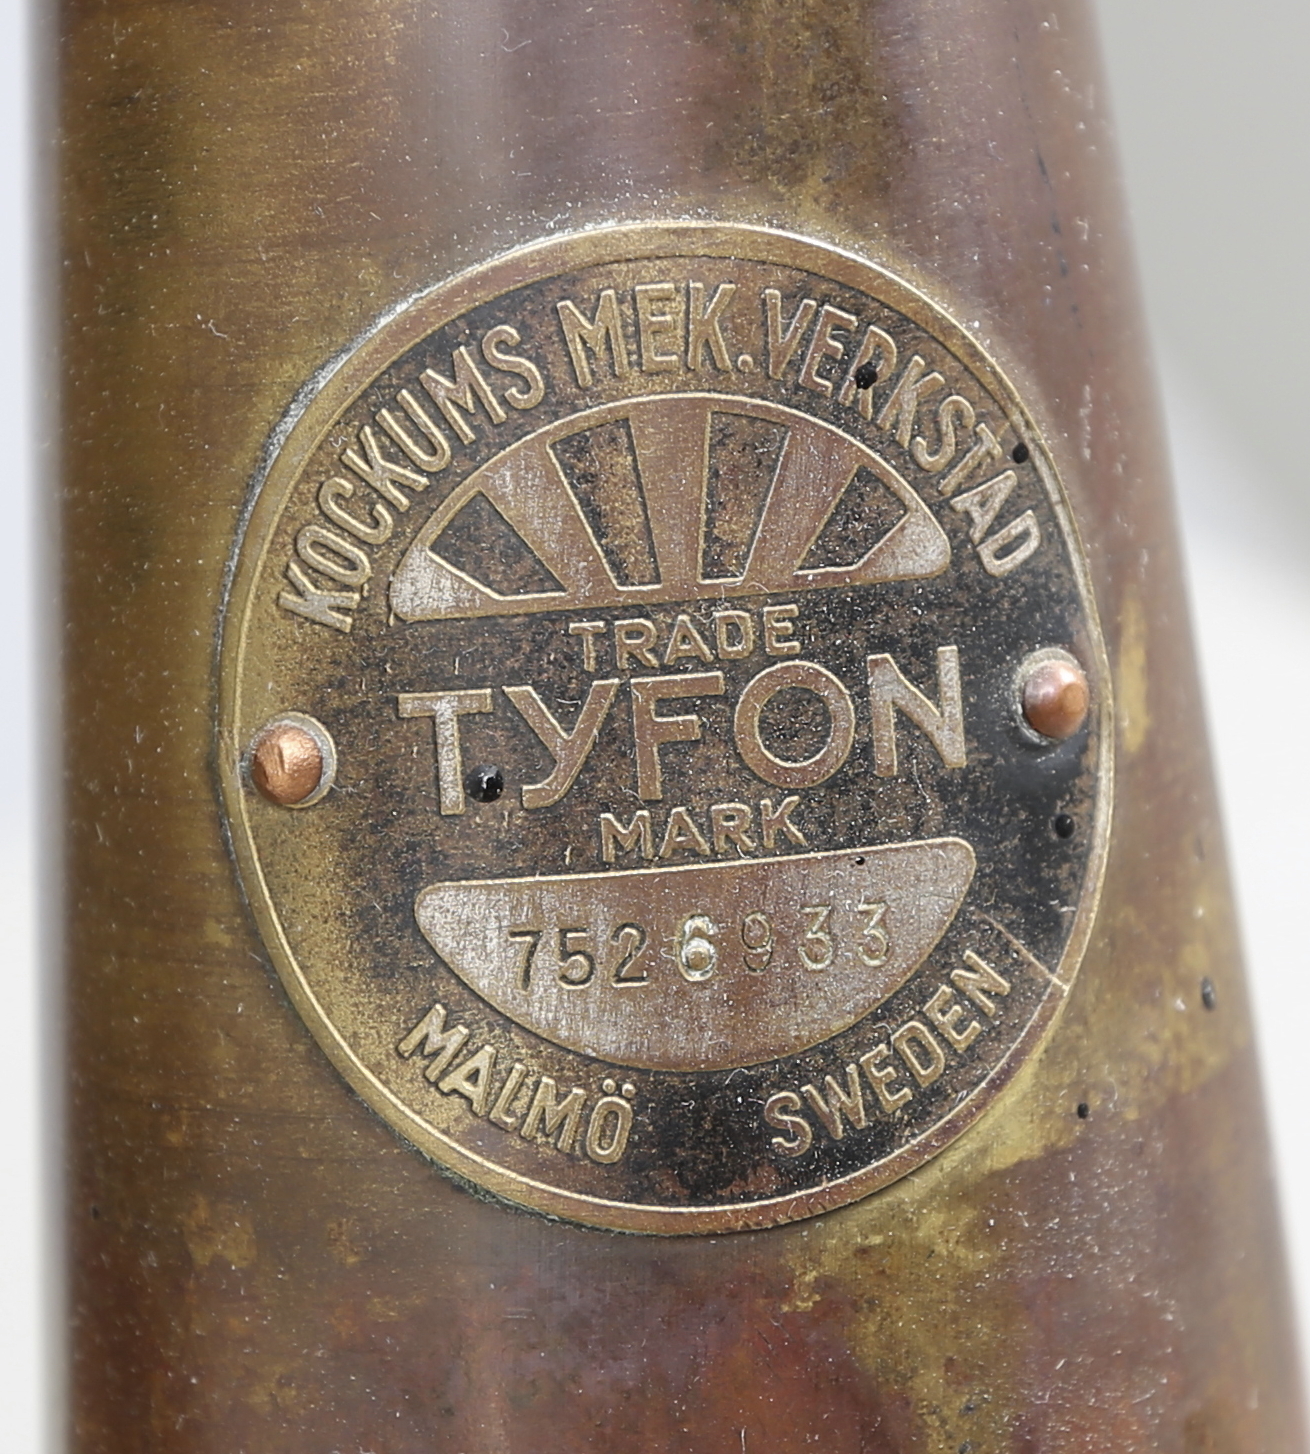 KOCKUMS MEK. VERKSTAD
TRADE
TYFON
MARK
7526933
MALMÖ SWEDEN